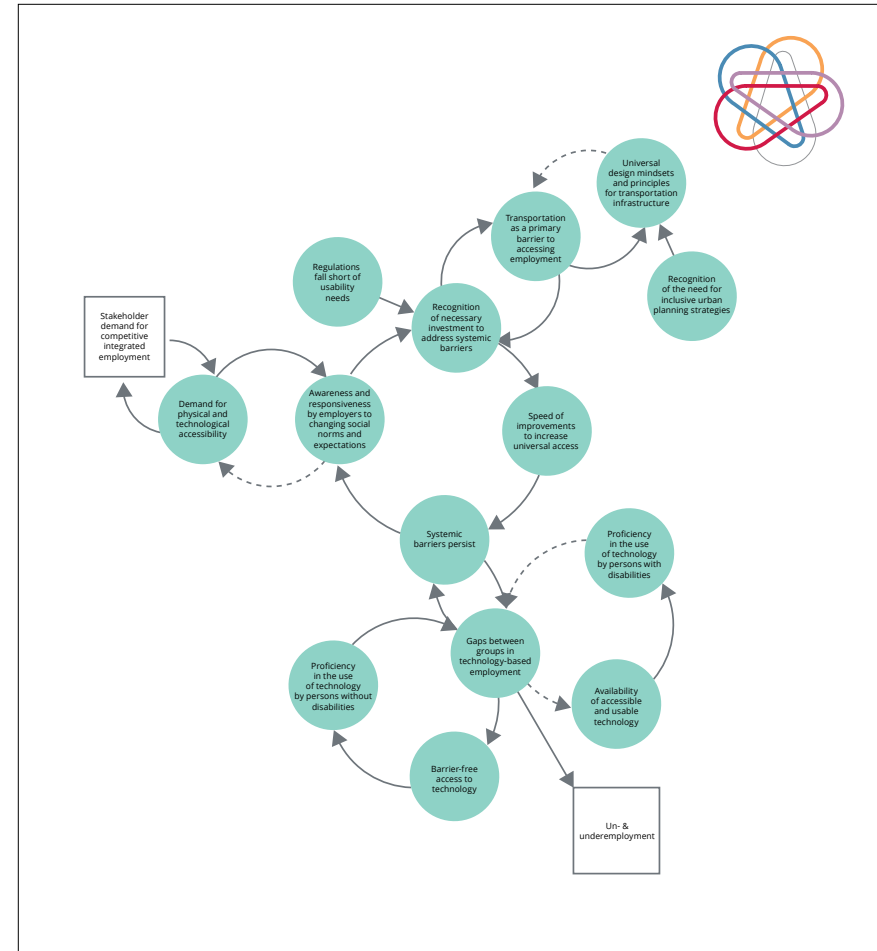 Universal
design mindsets
and principles
for transportation
infrastructure
Transportation
as a primary
barrier to
accessing
employment
Regulations
fall short of
usability
needs
Recognition
of the need for
inclusive urban
planning strategies
Recognition
of necessary
investment to
address systemic
barriers
Stakeholder
demand for
competitive
integrated
employment
Demand for
physical and
technological
accessibility
Awareness and
responsiveness
by employers to
changing social
norms and
expectations
Speed of
improvements
to increase
universal access
Systemic
barriers persist
Proficiency
in the use
of technology
by persons with
disabilities
Gaps between
groups in
technology-based
employment
Proficiency
in the use
of technology
by persons without
disabilities
Availability
of accessible
and usable
technology
Barrier-free
access to
technology
Un- &
underemployment